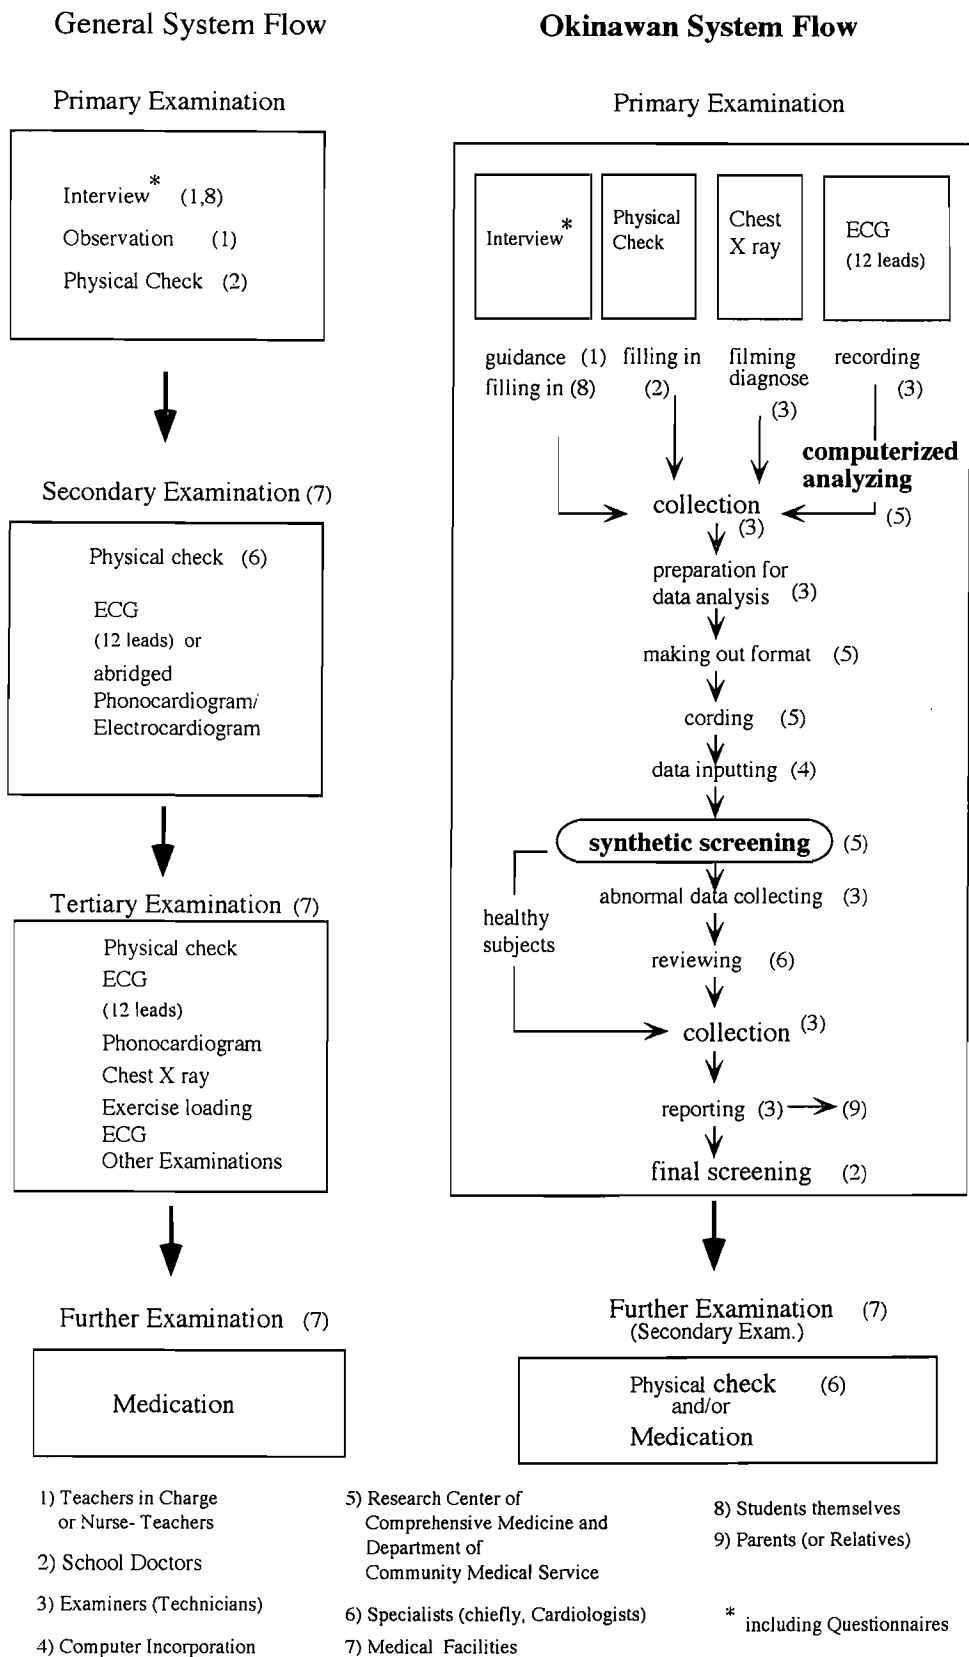 General System Flow
Primary Examination
Interview* (1,8)
Observation (1)
Physical Check (2)
Secondary Examination (7)
Physical check (6)
ECG
(12 leads) or
abridged
Phonocardiogram/
Electrocardiogram
Tertiary Examination (7)
Physical check
ECG
(12 leads)
Phonocardiogram
Chest X ray
Exercise loading
ECG
Other Examinations
Further Examination (7)
Medication
Okinawan System Flow
Primary Examination
Interview*
Physical
Check
Chest
X ray
ECG
(12 leads)
guidance (1)
filling in (8)
filling in
(2)
filming
diagnose
(3)
recording
(3)
computerized
analyzing
(5)
collection
(3)
preparation for
data analysis (3)
making out format (5)
cording (5)
data inputting (4)
synthetic screening (5)
healthy
subjects
abnormal data collecting (3)
reviewing (6)
collection (3)
reporting (3) (9)
final screening (2)
Further Examination (7)
(Secondary Exam.)
Physical check (6)
and/or
Medication
1) Teachers in Charge
or Nurse- Teachers
2) School Doctors
3) Examiners (Technicians)
4) Computer Incorporation
5) Research Center of
Comprehensive Medicine and
Department of
Community Medical Service
6) Specialists (chiefly, Cardiologists)
7) Medical Facilities
8) Students themselves
9) Parents (or Relatives)
* including Questionnaires